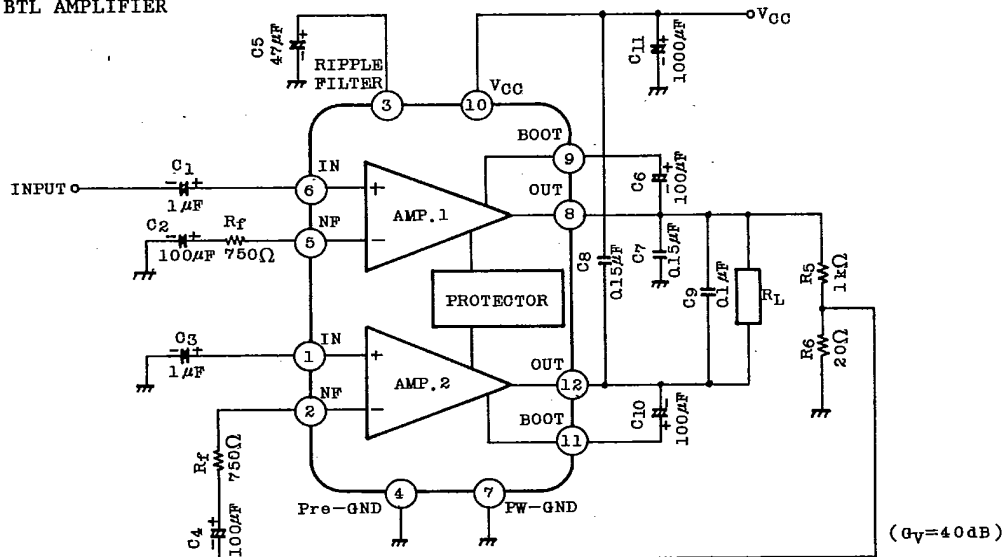 BTL AMPLIFIER
VCC
C5
47μF
C11
1000μF
RIPPLE
FILTER
3
VCC
10
BOOT
9
IN
6
OUT
8
C6
100μF
INPUT
C1
1μF
NF
5
AMP.1
C2
100μF
Rf
750Ω
C8
0.15μF
C7
0.15μF
C9
0.1μF
RL
R5
1kΩ
PROTECTOR
R6
20Ω
IN
1
C3
1μF
NF
2
AMP.2
OUT
12
BOOT
11
C10
100μF
Rf
750Ω
C4
100μF
Pre-GND
4
7
PW-GND
(GV=40dB)
+
-
+
-
+
-
+
-
+
-
+
-
+
-
+
-
+
-
+
-
+
-
+
-